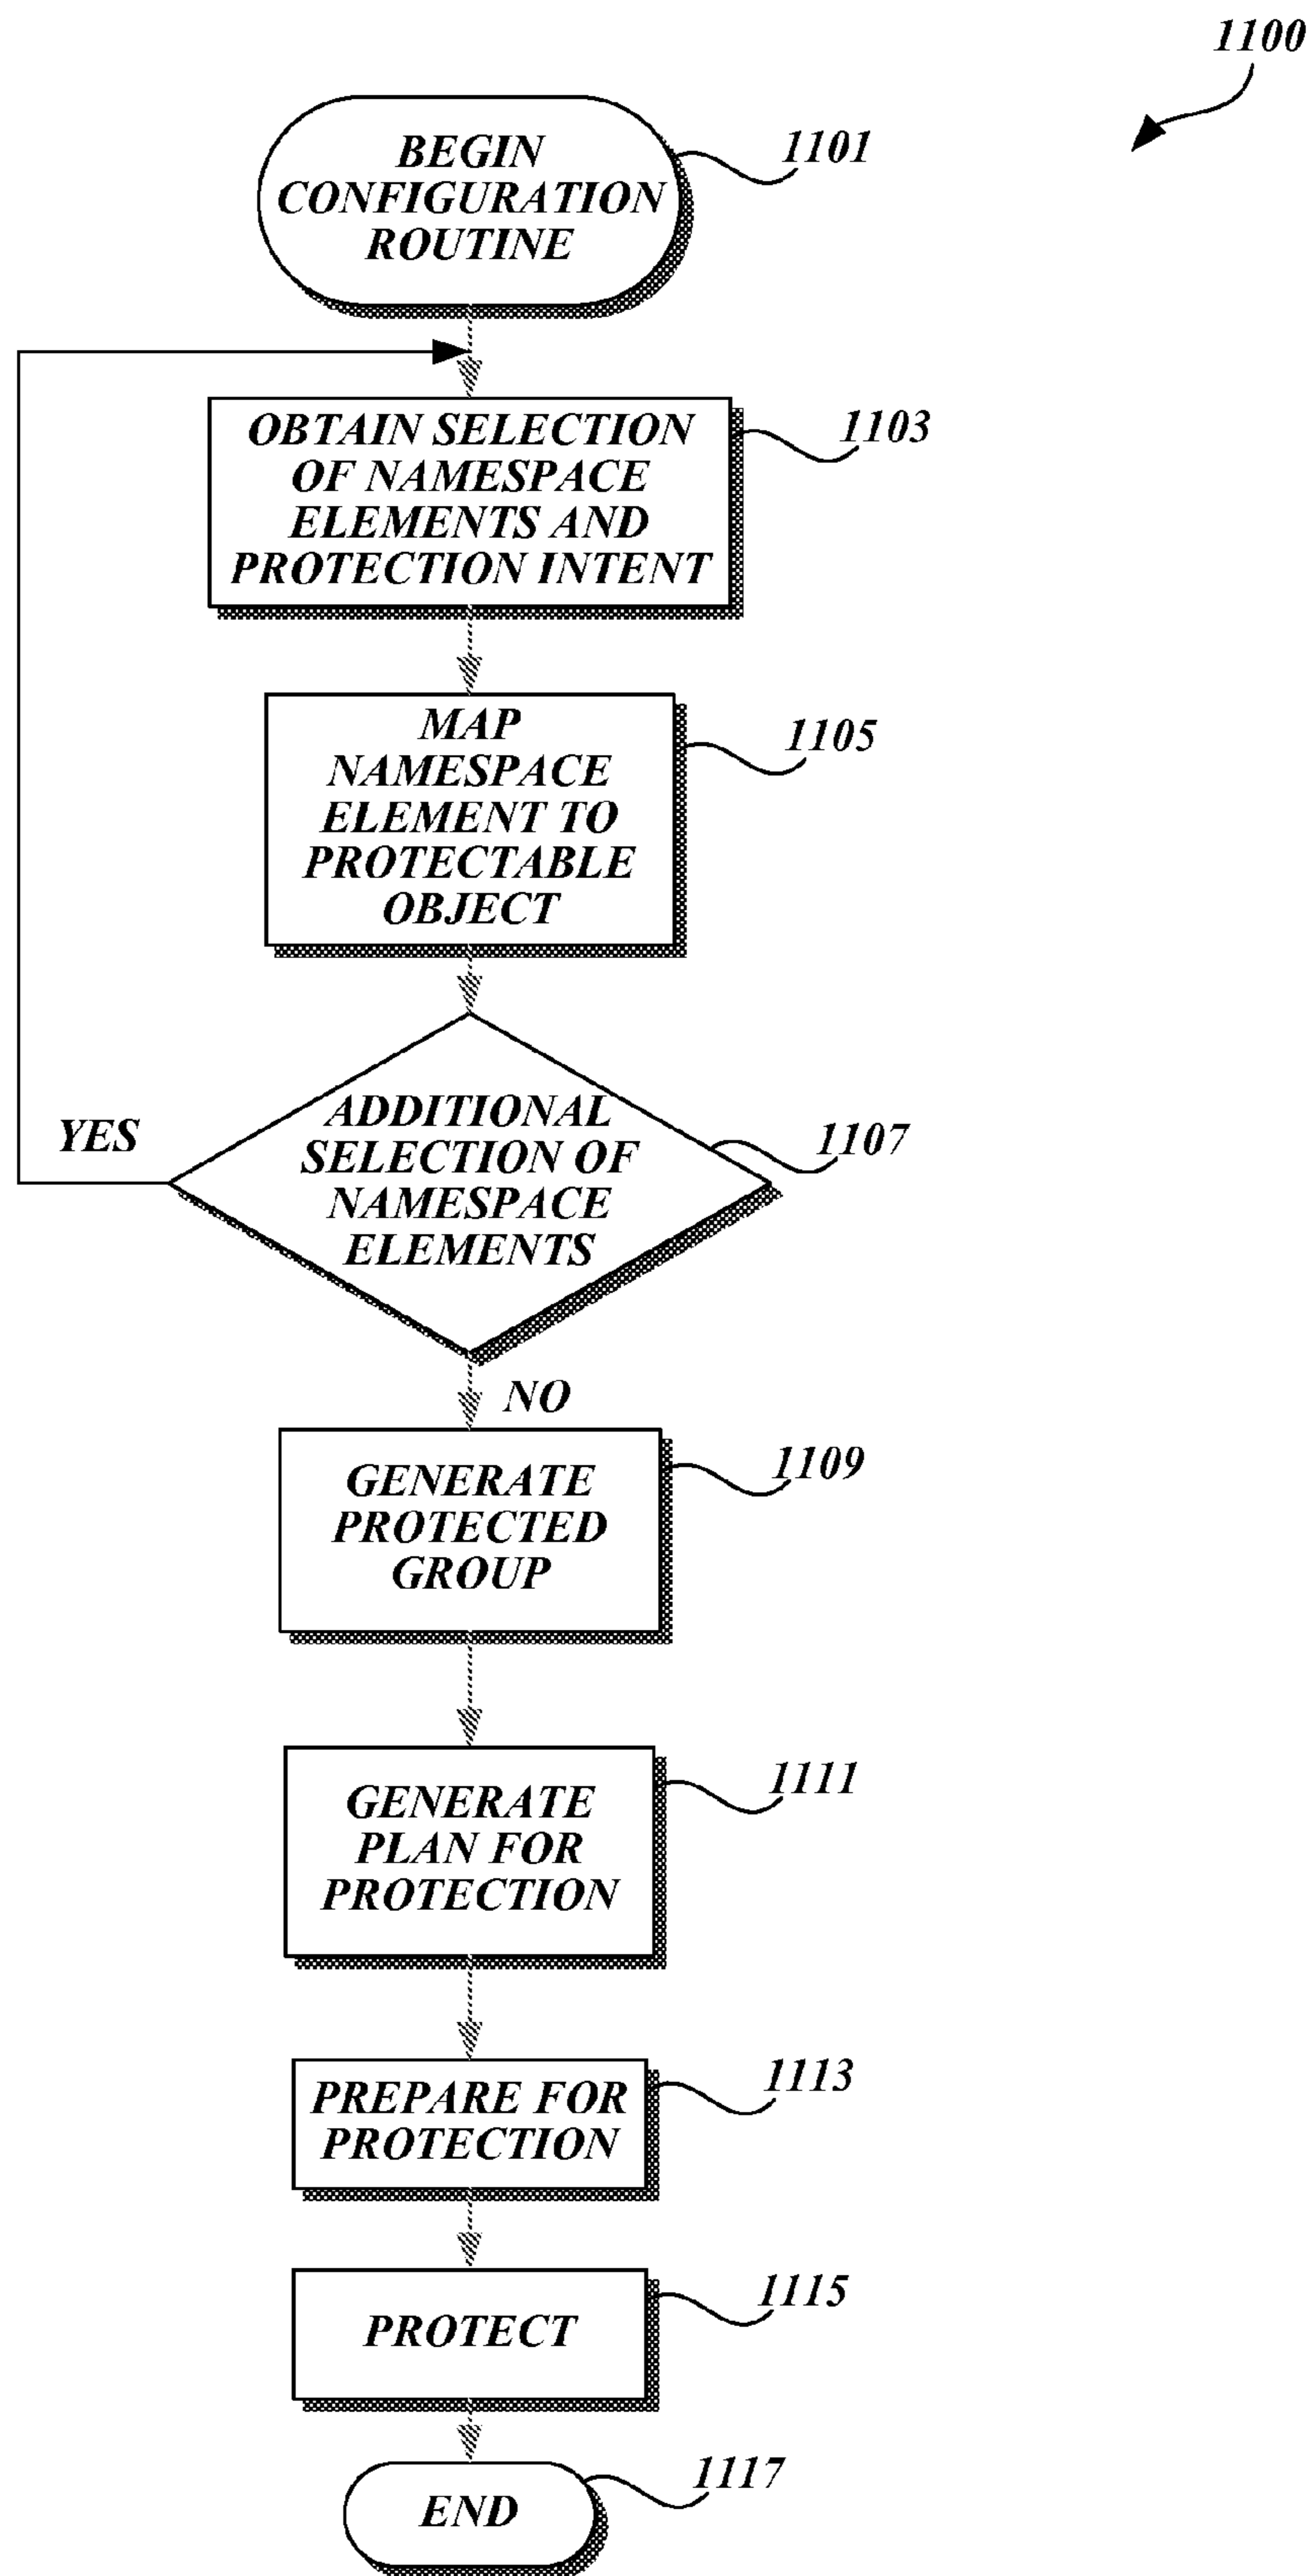 1100
BEGIN
CONFIGURATION
ROUTINE
1101
OBTAIN SELECTION
OF NAMESPACE
ELEMENTS AND
PROTECTION INTENT
1103
MAP
NAMESPACE
ELEMENT TO
PROTECTABLE
OBJECT
1105
YES
ADDITIONAL
SELECTION OF
NAMESPACE
ELEMENTS
1107
NO
GENERATE
PROTECTED
GROUP
1109
GENERATE
PLAN FOR
PROTECTION
1111
PREPARE FOR
PROTECTION
1113
PROTECT
1115
END
1117